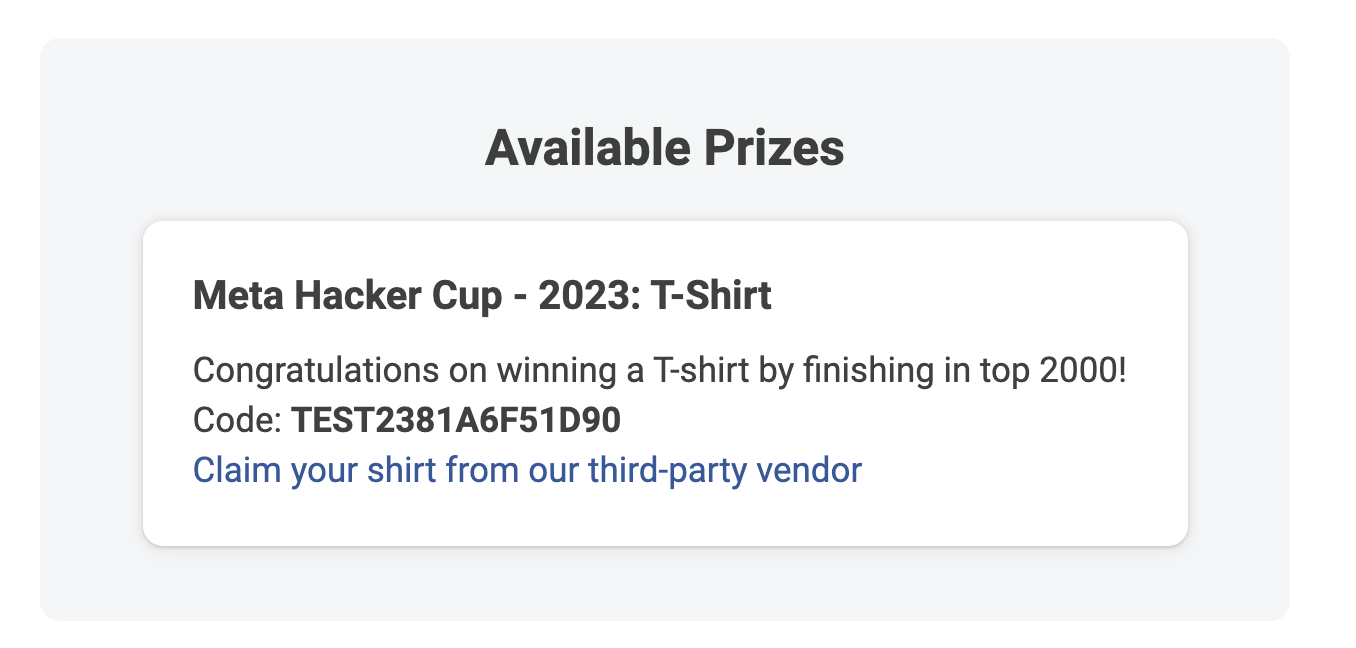 Available Prizes
Meta Hacker Cup - 2023: T-Shirt
Congratulations on winning a T-shirt by finishing in top 2000!
Code: TEST2381A6F51D90
Claim your shirt from our third-party vendor